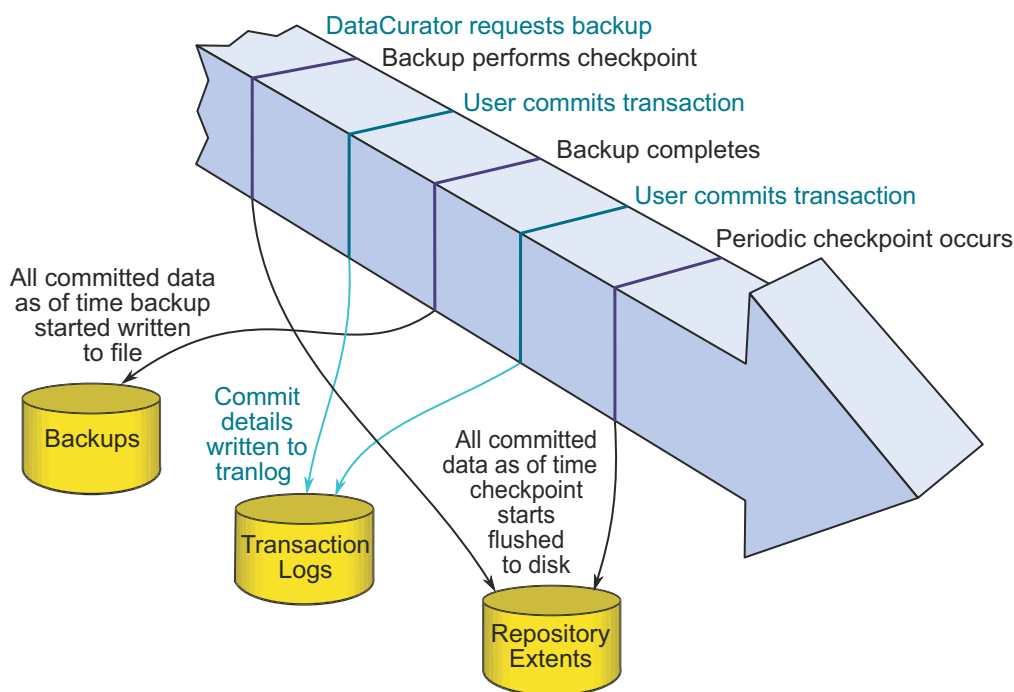 DataCurator requests backup
Backup performs checkpoint
User commits transaction
Backup completes
User commits transaction
Periodic checkpoint occurs
All committed data
as of time backup
started written
to file
Backups
Commit
details
written to
tranlog
Transaction
Logs
All committed
data as of time
checkpoint
starts
flushed
to disk
Repository
Extents